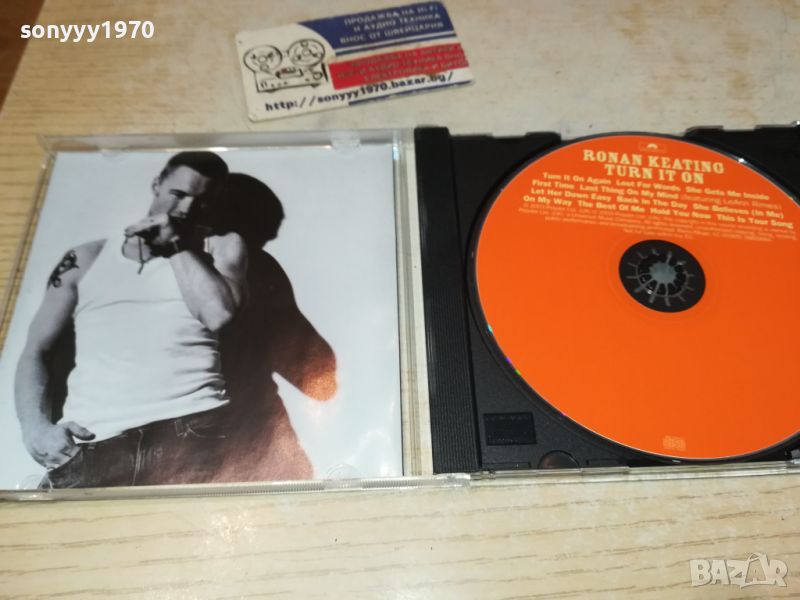 sonyyy1970
ПРОДАЖБА НА HI-FI
И АУДИО ТЕХНИКА
ВНОС ОТ ШВЕЙЦАРИЯ
http://sonyyy1970.bazar.bg/
RONAN KEATING
TURN IT ON
Turn It On Again Lost For Words She Gets Me Inside
First Time Last Thing On My Mind (featuring LeAnn Rimes)
Let Her Down Easy Back In The Day She Believes (In Me)
On My Way The Best Of Me Hold You Now This Is Your Song
sonyyy1970
BAZAR